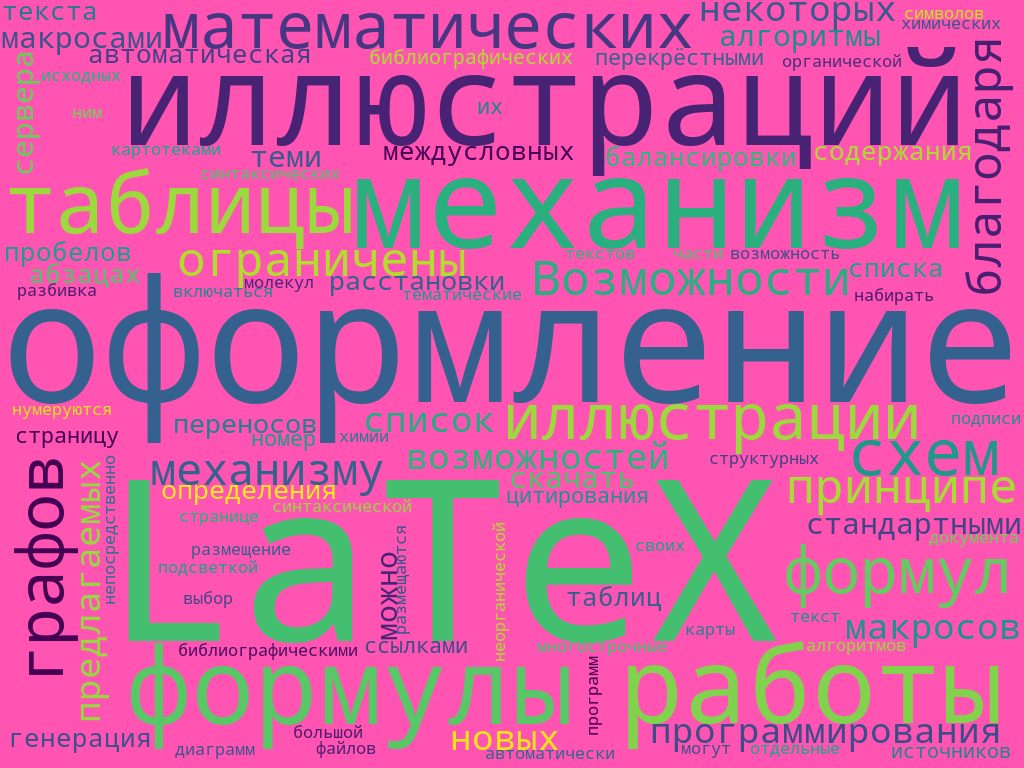 текста
математических
некоторых
символов
макросами
химических
алгоритмы
автоматическая
библиографических
перекрёстными
органической
сервера
исходных
иллюстраций
благодаря
их
ним
картотеками
теми
междусловных
балансировки
содержания
синтаксических
таблицы
механизм
пробелов
ограничены
текстов
части
возможность
абзацах
Возможности
списка
разбивка
включаться
молекул
расстановки
тематические
набирать
оформление
нумеруются
переносов
список
иллюстрации
подписи
страницу
номер
химии
механизму
возможностей
структурных
схем
графов
предлагаемых
непосредственно
определения
скачать
цитирования
принципе
синтаксической
странице
стандартными
LaTeX
размещение
можно
размещаются
неорганической
своих
документа
подсветкой
формул
выбор
таблиц
текст
карты
макросов
библиографическими
ссылками
многострочных
алгоритмов
формулы
программ
работы
генерация
большой
новых
программирования
диаграмм
файлов
автоматически
могут
отдельные
источников